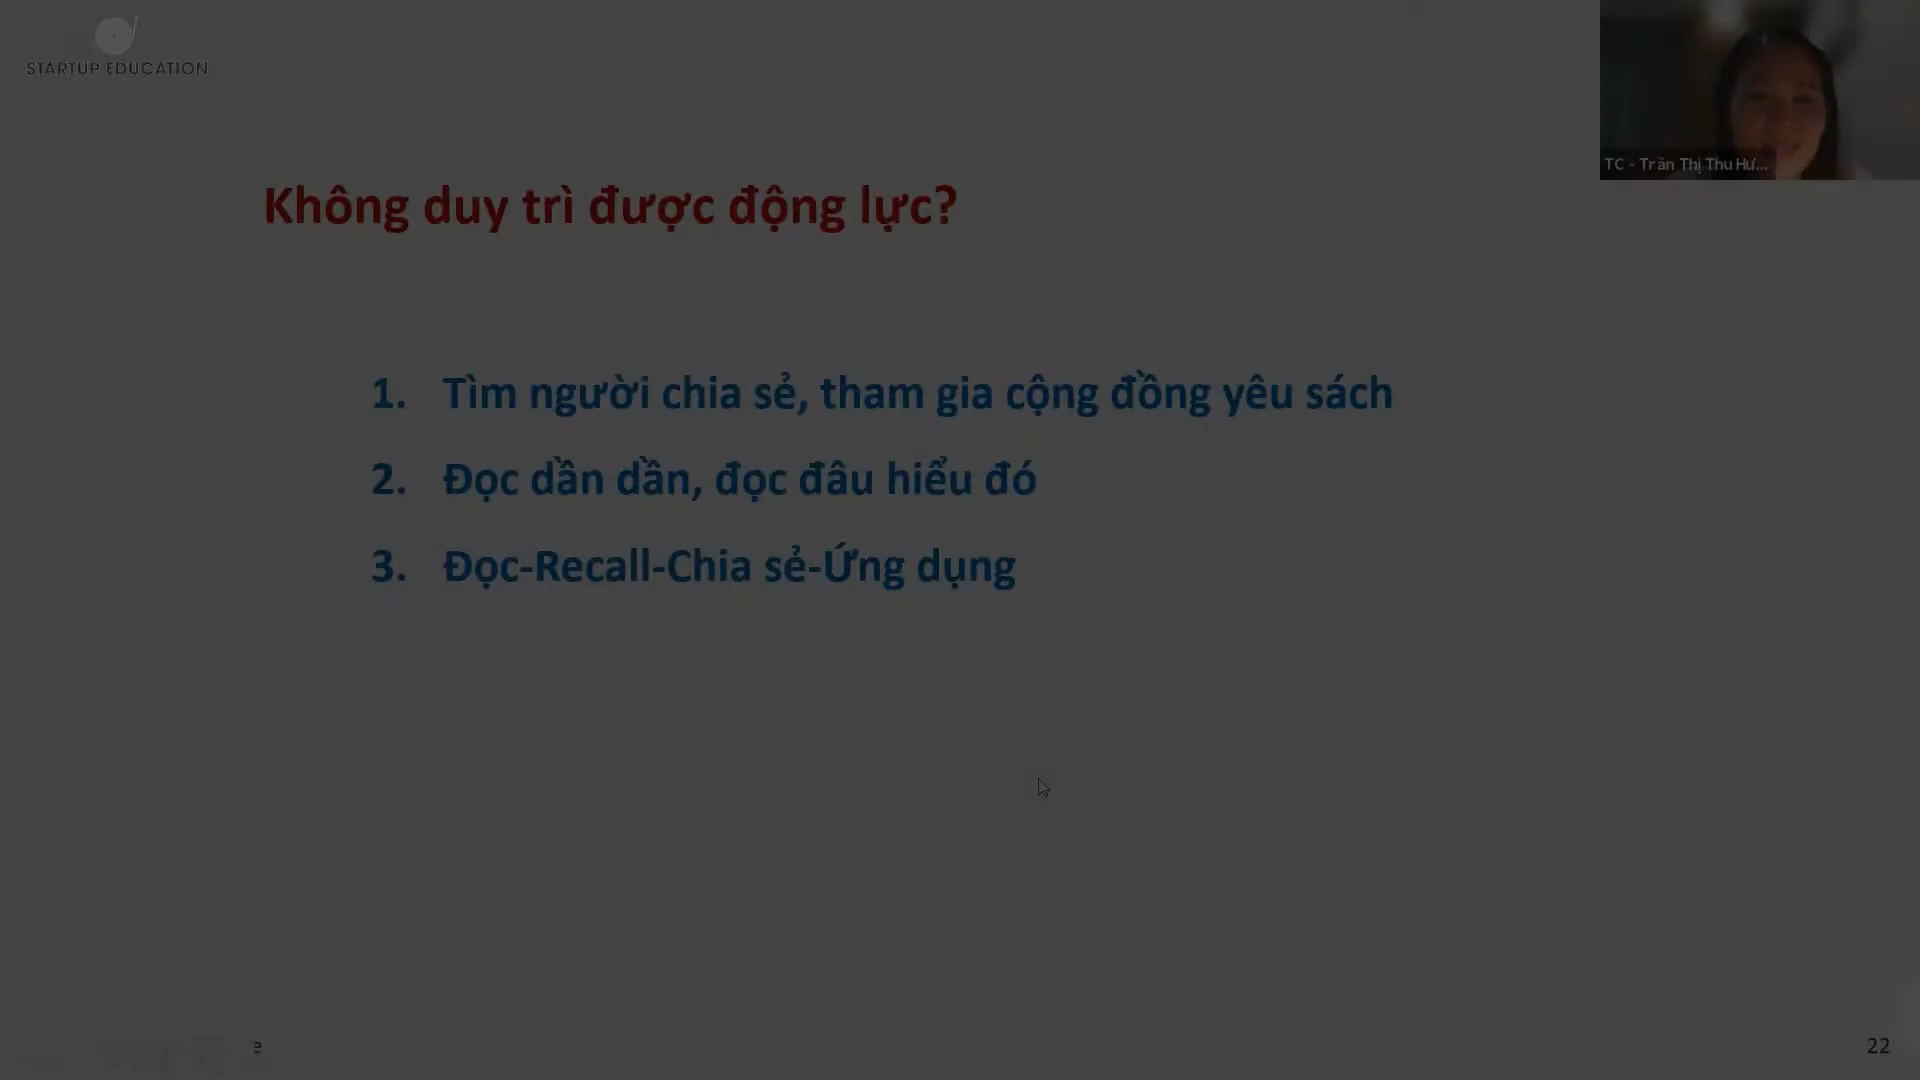 STARTUP EDUCATION
TC - Trần Thị Thu Hư...
Không duy trì được động lực?
1. Tìm người chia sẻ, tham gia cộng đồng yêu sách
2. Đọc dần dần, đọc đâu hiểu đó
3. Đọc-Recall-Chia sẻ-Ứng dụng
22